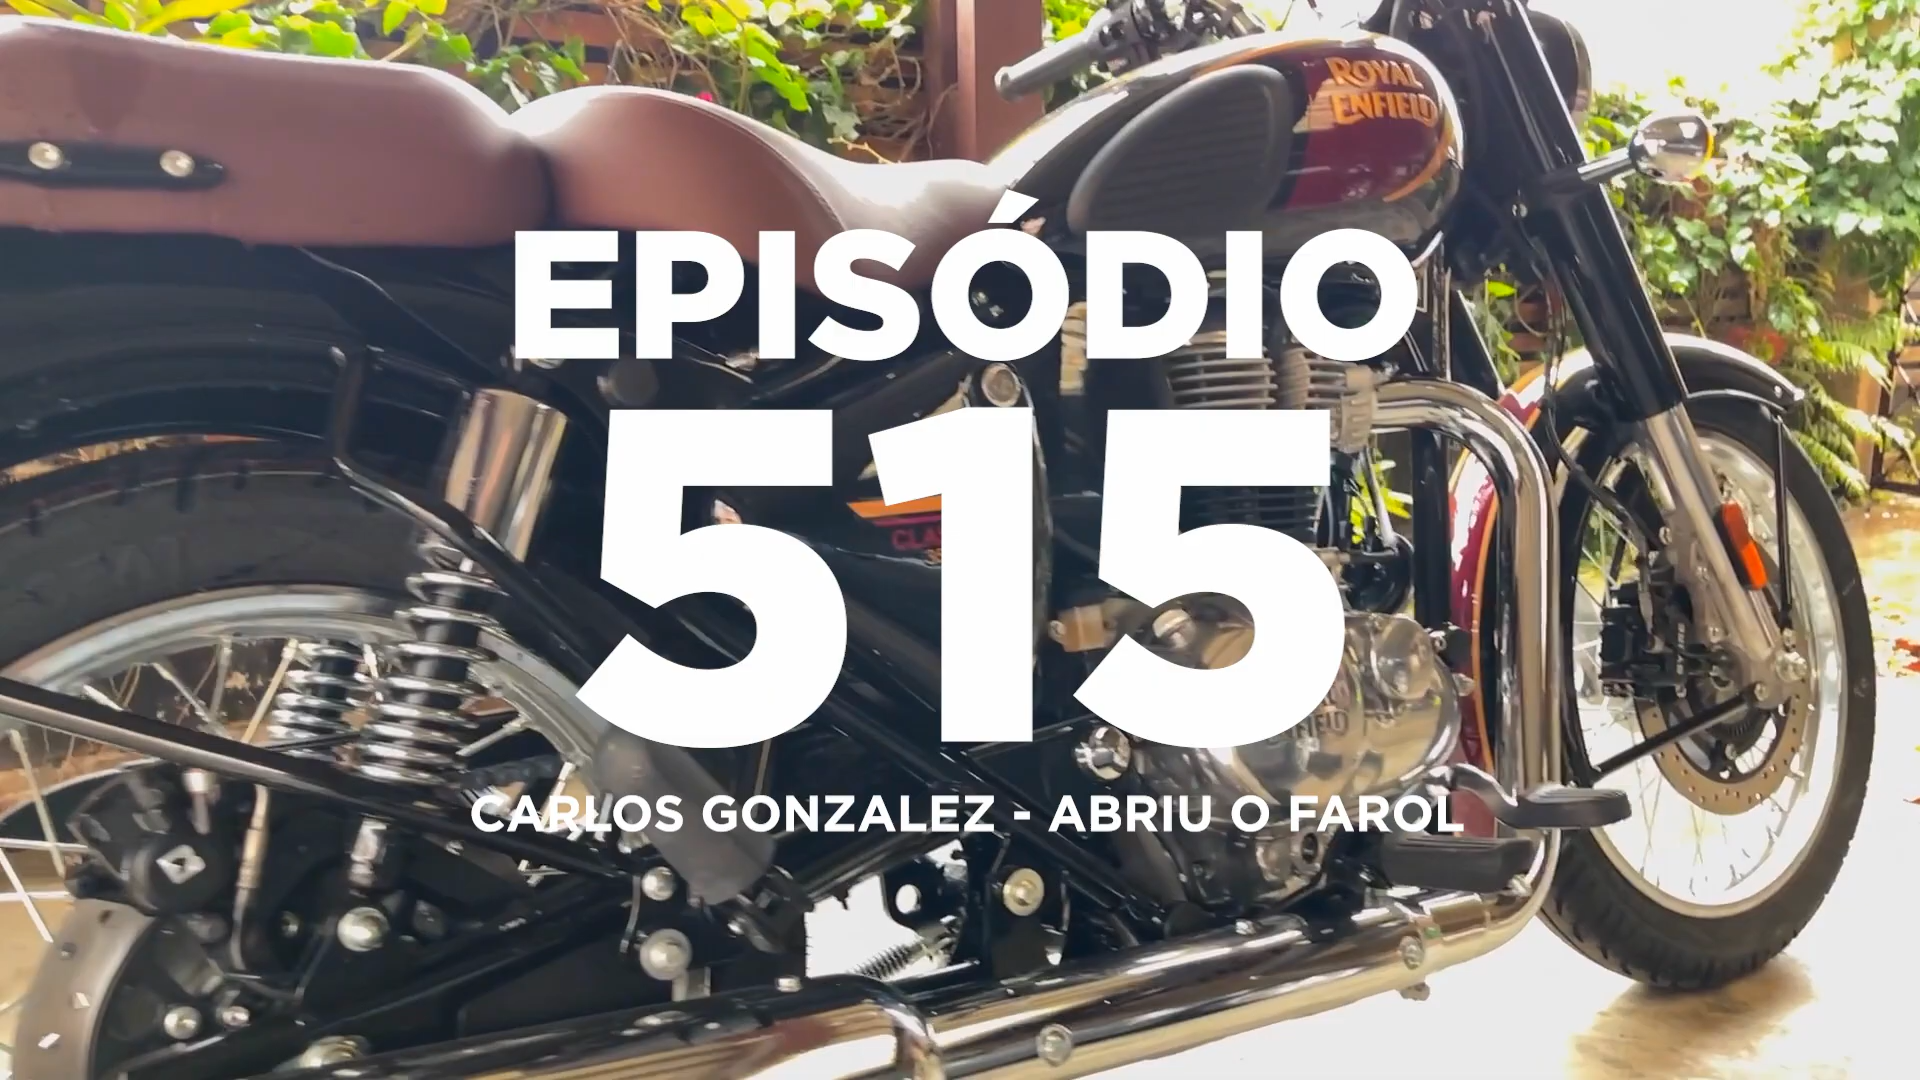 ROYAL
ENFIELD
EPISÓDIO
515
CARLOS GONZALEZ - ABRIU O FAROL